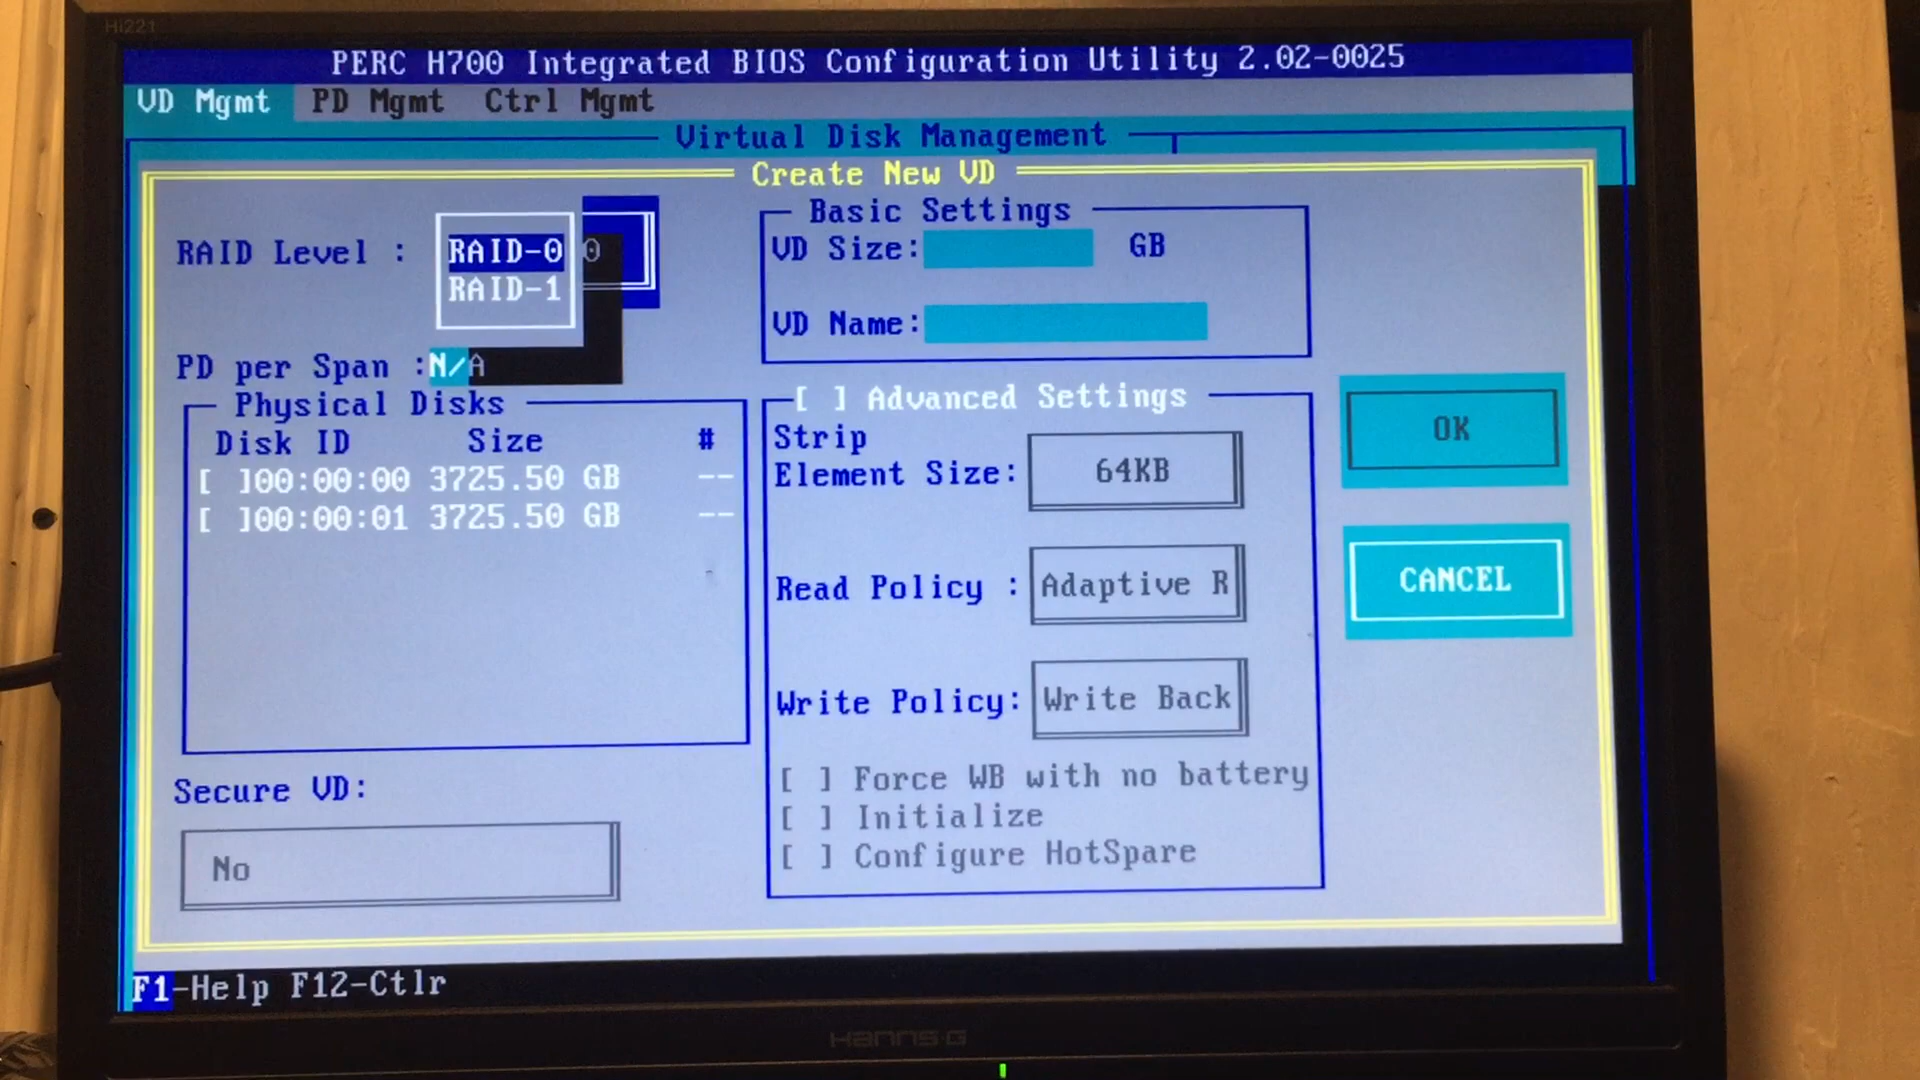 Hi221
PERC H700 Integrated BIOS Configuration Utility 2.02-0025
VD Mgmt PD Mgmt Ctrl Mgmt
Virtual Disk Management
Create New VD
RAID Level :
RAID-0
0
RAID-1
PD per Span :N/A
Physical Disks
Disk ID Size #
[ ]00:00:00 3725.50 GB --
[ ]00:00:01 3725.50 GB --
Secure VD:
No
Basic Settings
VD Size: GB
VD Name:
[ ] Advanced Settings
Strip
Element Size: 64KB
Read Policy : Adaptive R
Write Policy: Write Back
[ ] Force WB with no battery
[ ] Initialize
[ ] Configure HotSpare
OK
CANCEL
F1-Help F12-Ctlr
HANNS-G